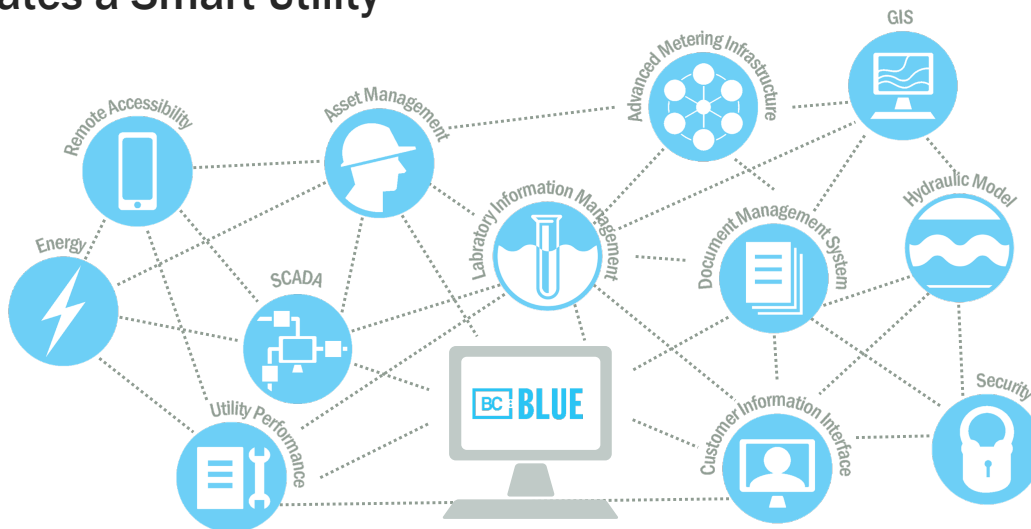 ates a Smart Utility
GIS
Advanced Metering Infrastructure
Asset Management
Remote Accessibility
Hydraulic Model
Labratory Information Management
Document Management System
Energy
SCADA
BC BLUE
Security
Utility Performance
Customer Information Interface